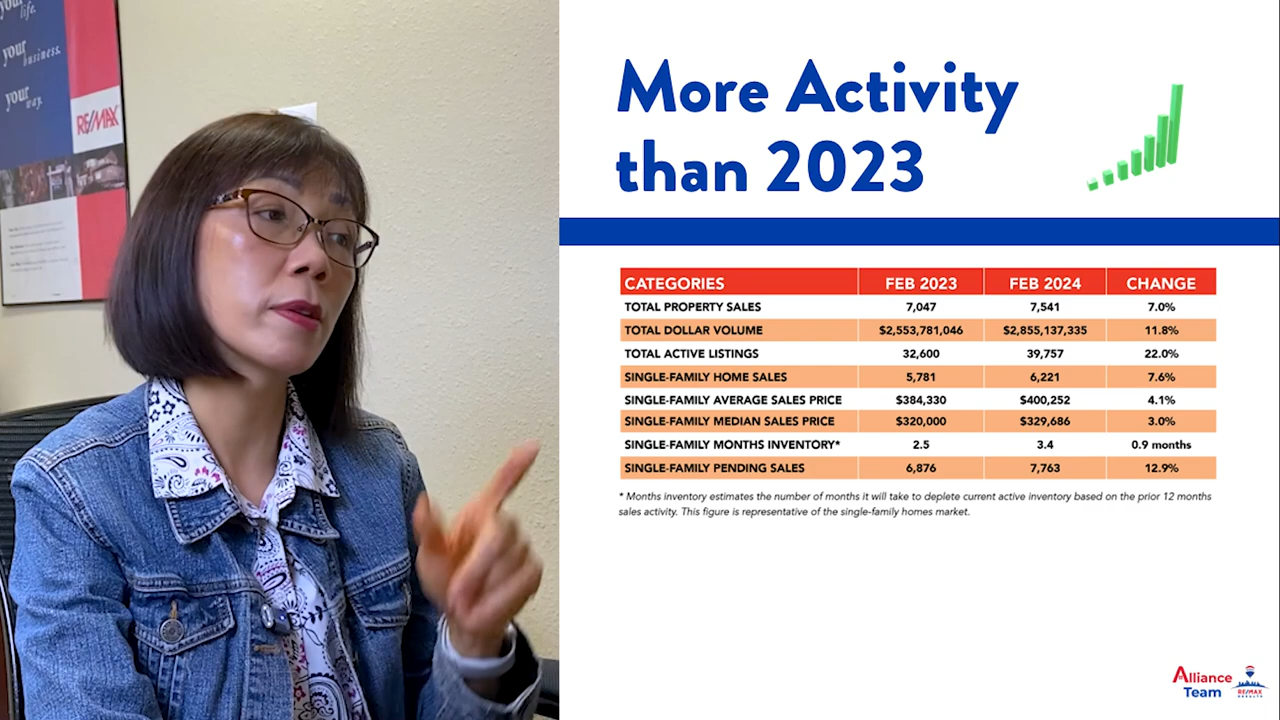 your
life.
your
business.
your
way.
RE/MAX
More Activity
than 2023
CATEGORIES FEB 2023 FEB 2024 CHANGE
TOTAL PROPERTY SALES 7,047 7,541 7.0%
TOTAL DOLLAR VOLUME $2,553,781,046 $2,855,137,335 11.8%
TOTAL ACTIVE LISTINGS 32,600 39,757 22.0%
SINGLE-FAMILY HOME SALES 5,781 6,221 7.6%
SINGLE-FAMILY AVERAGE SALES PRICE $384,330 $400,252 4.1%
SINGLE-FAMILY MEDIAN SALES PRICE $320,000 $329,686 3.0%
SINGLE-FAMILY MONTHS INVENTORY* 2.5 3.4 0.9 months
SINGLE-FAMILY PENDING SALES 6,876 7,763 12.9%
* Months inventory estimates the number of months it will take to deplete current active inventory based on the prior 12 months
sales activity. This figure is representative of the single-family homes market.
Alliance
Team
RE/MAX